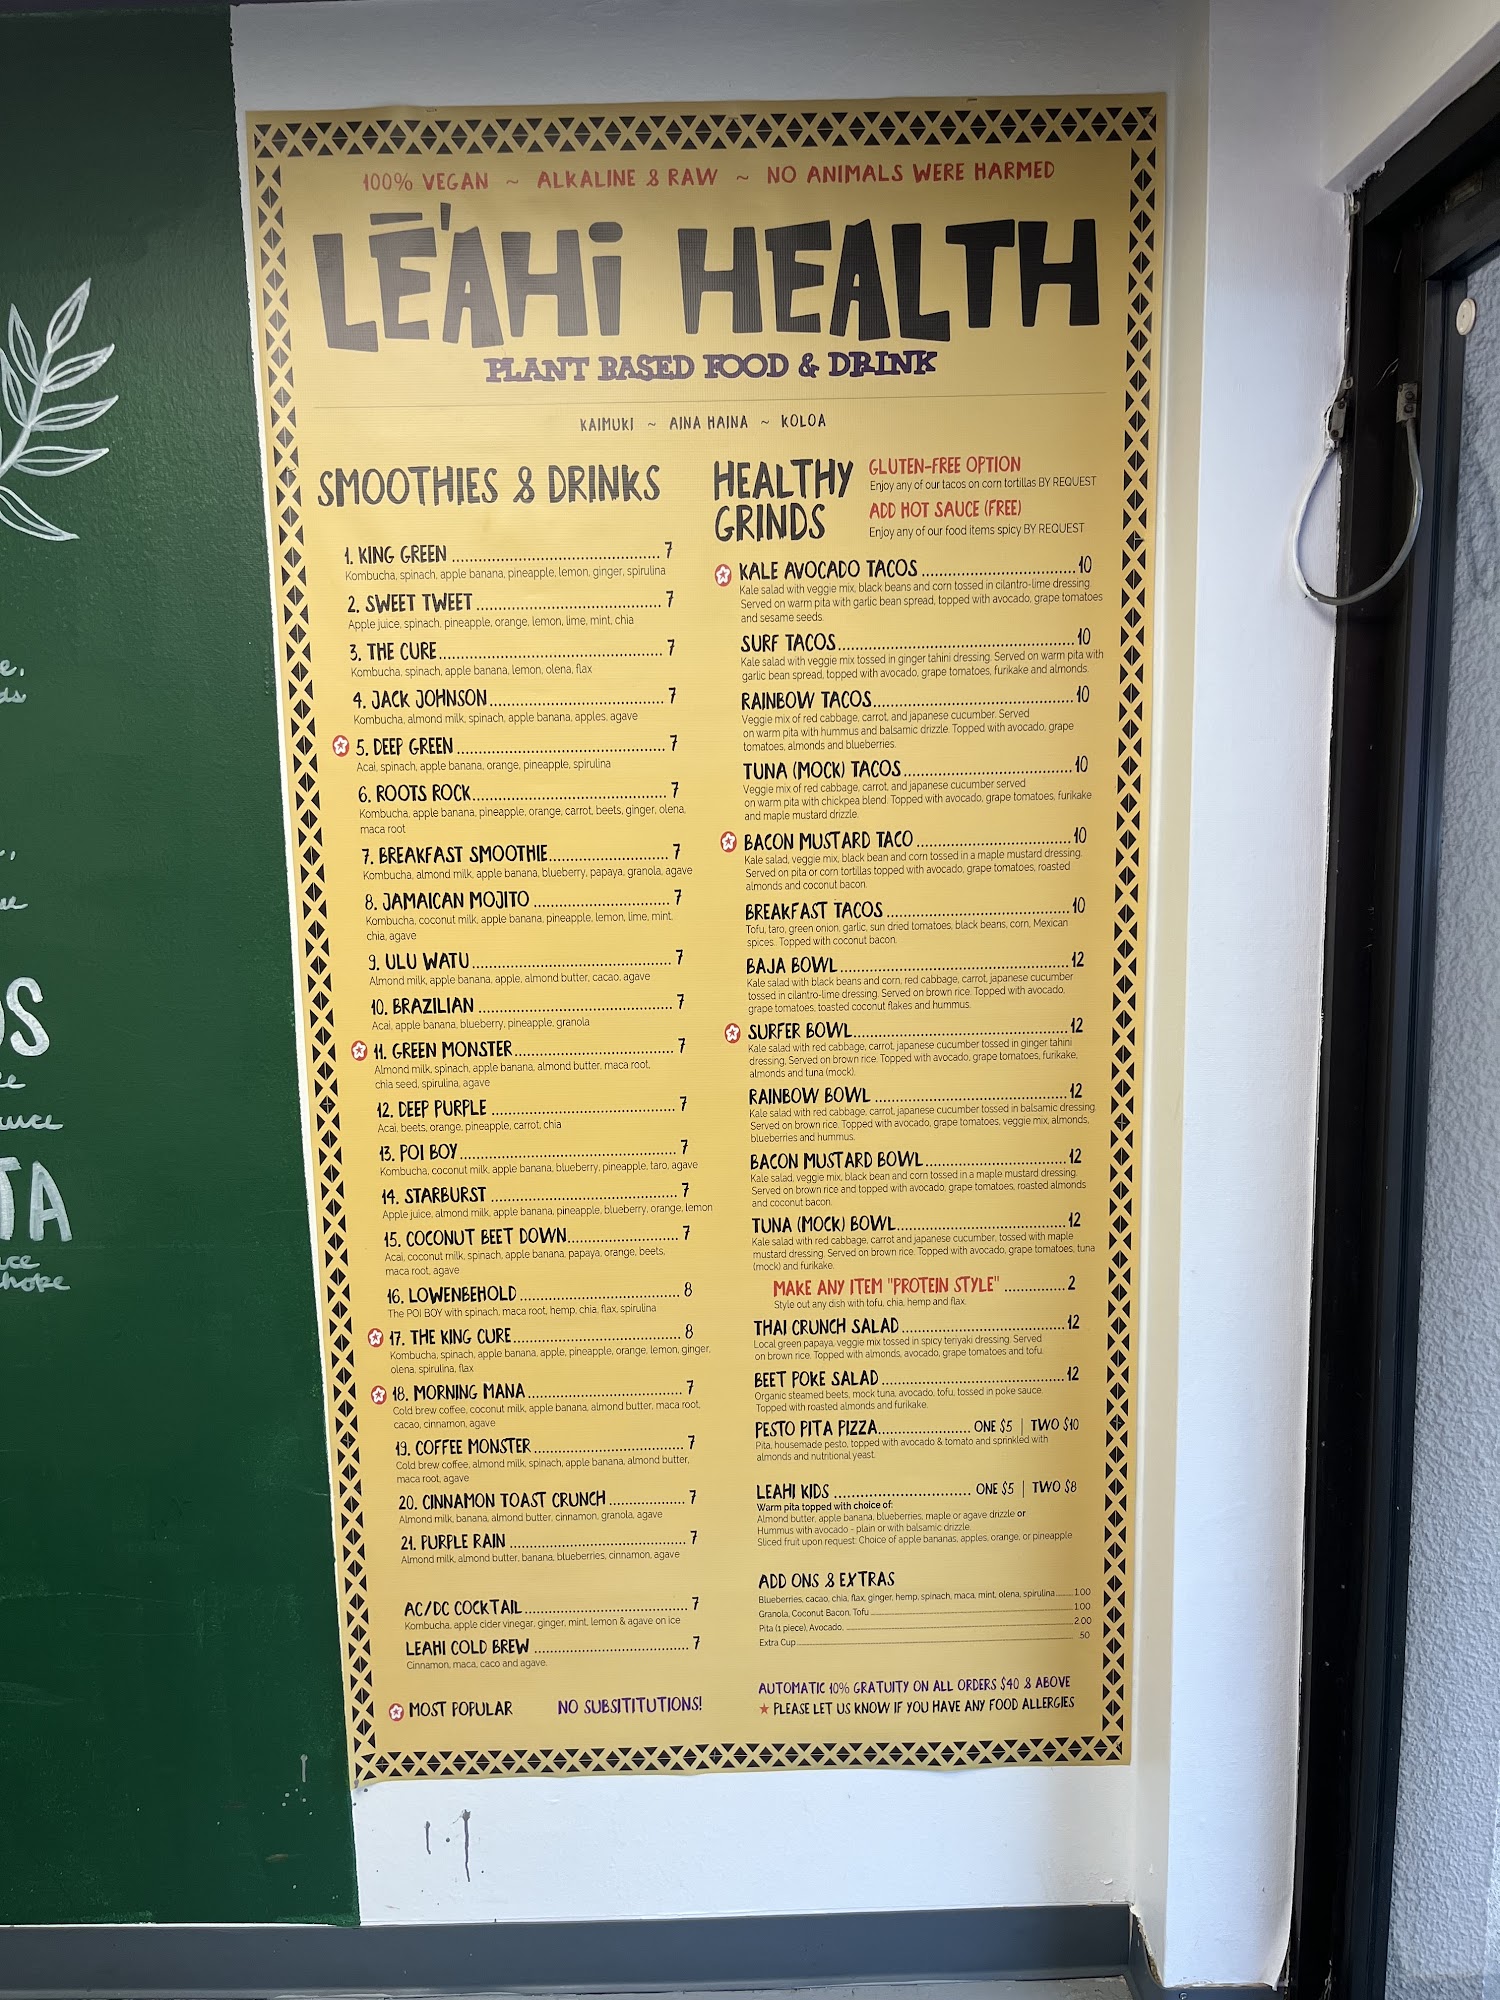 100% VEGAN ~ ALKALINE & RAW ~ NO ANIMALS WERE HARMED
LĒ'AHi HEALTH
PLANT BASED FOOD & DRINK
KAIMUKI ~ AINA HAINA ~ KOLOA
SMOOTHIES & DRINKS
1. KING GREEN 7
Kombucha, spinach, apple banana, pineapple, lemon, ginger, spirulina
2. SWEET TWEET 7
Apple juice, spinach, pineapple, orange, lemon, lime, mint, chia
3. THE CURE 7
Kombucha, spinach, apple banana, lemon, olena, flax
4. JACK JOHNSON 7
Kombucha, almond milk, spinach, apple banana, apples, agave
5. DEEP GREEN 7
Acai, spinach, apple banana, orange, pineapple, spirulina
6. ROOTS ROCK 7
Kombucha, apple banana, pineapple, orange, carrot, beets, ginger, olena,
maca root
7. BREAKFAST SMOOTHIE 7
Kombucha, almond milk, apple banana, blueberry, papaya, granola, agave
8. JAMAICAN MOJITO 7
Kombucha, coconut milk, apple banana, pineapple, lemon, lime, mint,
chia, agave
9. ULU WATU 7
Almond milk, apple banana, apple, almond butter, cacao, agave
10. BRAZILIAN 7
Acai, apple banana, blueberry, pineapple, granola
11. GREEN MONSTER 7
Almond milk, spinach, apple banana, almond butter, maca root,
chia seed, spirulina, agave
12. DEEP PURPLE 7
Acai, beets, orange, pineapple, carrot, chia
13. POI BOY 7
Kombucha, coconut milk, apple banana, blueberry, pineapple, taro, agave
14. STARBURST 7
Apple juice, almond milk, apple banana, pineapple, blueberry, orange, lemon
15. COCONUT BEET DOWN 7
Acai, coconut milk, spinach, apple banana, papaya, orange, beets,
maca root, agave
16. LOWENBEHOLD 8
The POI BOY with spinach, maca root, hemp, chia, flax, spirulina
17. THE KING CURE 8
Kombucha, spinach, apple banana, apple, pineapple, orange, lemon, ginger,
olena, spirulina, flax
18. MORNING MANA 7
Cold brew coffee, coconut milk, apple banana, almond butter, maca root,
cacao, cinnamon, agave
19. COFFEE MONSTER 7
Cold brew coffee, almond milk, spinach, apple banana, almond butter,
maca root, agave
20. CINNAMON TOAST CRUNCH 7
Almond milk, banana, almond butter, cinnamon, granola, agave
21. PURPLE RAIN 7
Almond milk, almond butter, banana, blueberries, cinnamon, agave
AC/DC COCKTAIL 7
Kombucha, apple cider vinegar, ginger, mint, lemon & agave on ice
LEAHI COLD BREW 7
Cinnamon, maca, caco and agave.
MOST POPULAR NO SUBSITITUTIONS!
HEALTHY
GRINDS
GLUTEN-FREE OPTION
Enjoy any of our tacos on corn tortillas BY REQUEST
ADD HOT SAUCE (FREE)
Enjoy any of our food items spicy BY REQUEST
KALE AVOCADO TACOS 10
Kale salad with veggie mix, black beans and corn tossed in cilantro-lime dressing.
Served on warm pita with garlic bean spread, topped with avocado, grape tomatoes
and sesame seeds.
SURF TACOS 10
Kale salad with veggie mix tossed in ginger tahini dressing. Served on warm pita with
garlic bean spread, topped with avocado, grape tomatoes, furikake and almonds.
RAINBOW TACOS 10
Veggie mix of red cabbage, carrot, and japanese cucumber. Served
on warm pita with hummus and balsamic drizzle. Topped with avocado, grape
tomatoes, almonds and blueberries.
TUNA (MOCK) TACOS 10
Veggie mix of red cabbage, carrot, and japanese cucumber served
on warm pita with chickpea blend. Topped with avocado, grape tomatoes, furikake
and maple mustard drizzle.
BACON MUSTARD TACO 10
Kale salad, veggie mix, black bean and corn tossed in a maple mustard dressing.
Served on pita or corn tortillas topped with avocado, grape tomatoes, roasted
almonds and coconut bacon.
BREAKFAST TACOS 10
Tofu, taro, green onion, garlic, sun dried tomatoes, black beans, corn, Mexican
spices. Topped with coconut bacon.
BAJA BOWL 12
Kale salad with black beans and corn, red cabbage, carrot, japanese cucumber
tossed in cilantro-lime dressing. Served on brown rice. Topped with avocado,
grape tomatoes, toasted coconut flakes and hummus.
SURFER BOWL 12
Kale salad with red cabbage, carrot, japanese cucumber tossed in ginger tahini
dressing. Served on brown rice. Topped with avocado, grape tomatoes, furikake,
almonds and tuna (mock).
RAINBOW BOWL 12
Kale salad with red cabbage, carrot, japanese cucumber tossed in balsamic dressing.
Served on brown rice. Topped with avocado, grape tomatoes, veggie mix, almonds,
blueberries and hummus.
BACON MUSTARD BOWL 12
Kale salad, veggie mix, black bean and corn tossed in a maple mustard dressing.
Served on brown rice and topped with avocado, grape tomatoes, roasted almonds
and coconut bacon.
TUNA (MOCK) BOWL 12
Kale salad with red cabbage, carrot and japanese cucumber, tossed with maple
mustard dressing. Served on brown rice. Topped with avocado, grape tomatoes, tuna
(mock) and furikake.
MAKE ANY ITEM "PROTEIN STYLE" 2
Style out any dish with tofu, chia, hemp and flax.
THAI CRUNCH SALAD 12
Local green papaya, veggie mix tossed in spicy teriyaki dressing. Served
on brown rice. Topped with almonds, avocado, grape tomatoes and tofu.
BEET POKE SALAD 12
Organic steamed beets, mock tuna, avocado, tofu, tossed in poke sauce.
Topped with roasted almonds and furikake.
PESTO PITA PIZZA ONE $5 | TWO $10
Pita, housemade pesto, topped with avocado & tomato and sprinkled with
almonds and nutritional yeast.
LEAHI KIDS ONE $5 | TWO $8
Warm pita topped with choice of:
Almond butter, apple banana, blueberries, maple or agave drizzle or
Hummus with avocado - plain or with balsamic drizzle.
Sliced fruit upon request: Choice of apple bananas, apples, orange, or pineapple
ADD ONS & EXTRAS
Blueberries, cacao, chia, flax, ginger, hemp, spinach, maca, mint, olena, spirulina 1.00
Granola, Coconut Bacon, Tofu 1.00
Pita (1 piece), Avocado, 2.00
Extra Cup .50
AUTOMATIC 10% GRATUITY ON ALL ORDERS $40 & ABOVE
★ PLEASE LET US KNOW IF YOU HAVE ANY FOOD ALLERGIES